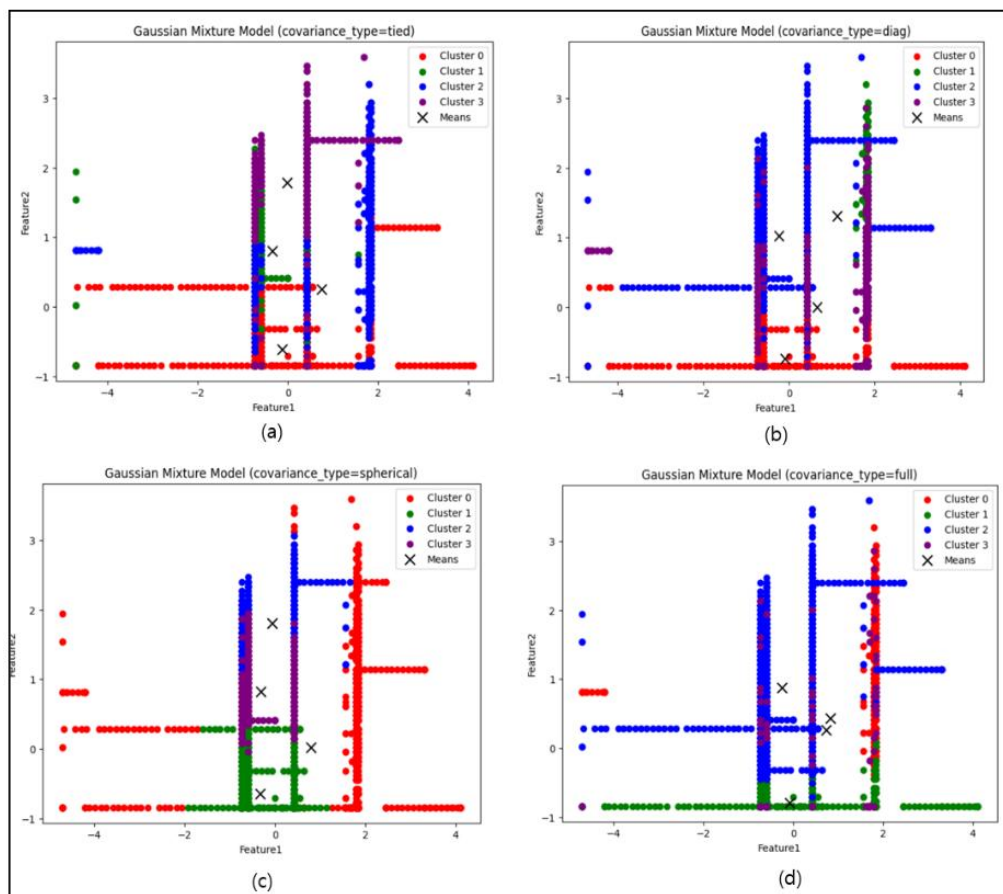 Gaussian Mixture Model (covariance_type=tied)
Cluster 0
Cluster 1
Cluster 2
Cluster 3
Means
Feature2
3
2
1
0
−1
−4
−2
0
2
4
Feature1
(a)
Gaussian Mixture Model (covariance_type=diag)
Cluster 0
Cluster 1
Cluster 2
Cluster 3
Means
Feature2
3
2
1
0
−1
−4
−2
0
2
4
Feature1
(b)
Gaussian Mixture Model (covariance_type=spherical)
Cluster 0
Cluster 1
Cluster 2
Cluster 3
Means
Feature2
3
2
1
0
−1
−4
−2
0
2
4
Feature1
(c)
Gaussian Mixture Model (covariance_type=full)
Cluster 0
Cluster 1
Cluster 2
Cluster 3
Means
Feature2
3
2
1
0
−1
−4
−2
0
2
4
Feature1
(d)